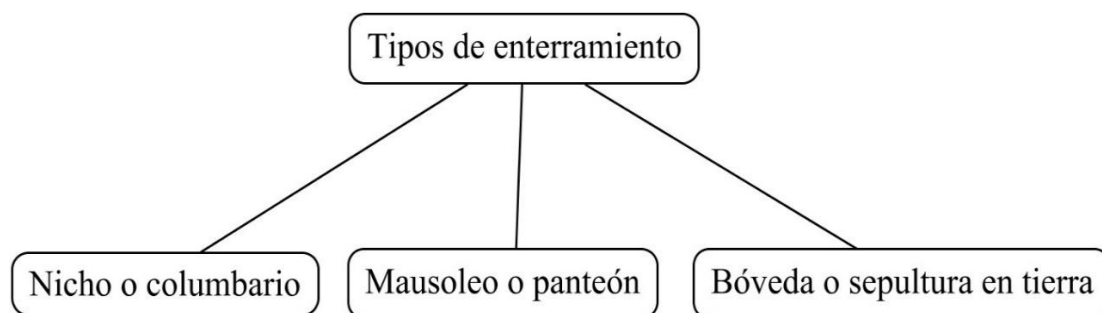 Tipos de enterramiento
Nicho o columbario
Mausoleo o panteón
Bóveda o sepultura en tierra